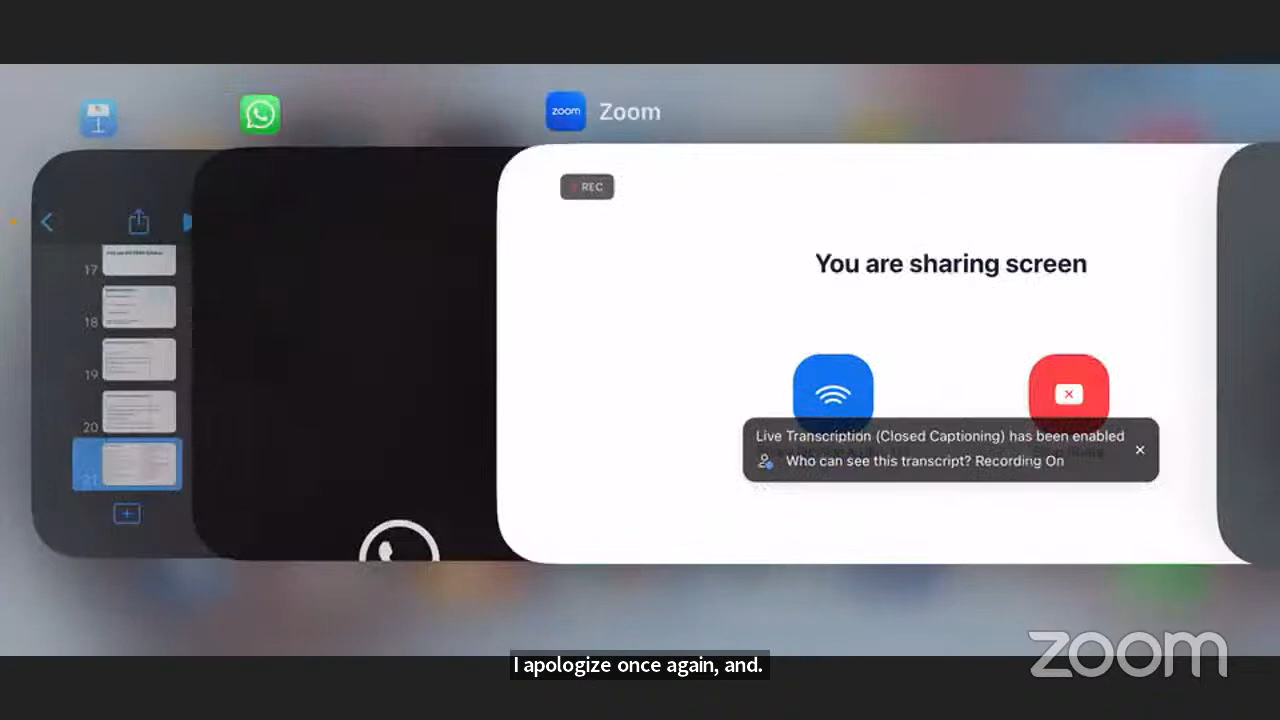 zoom
Zoom
REC
You are sharing screen
17
18
19
20
21
Live Transcription (Closed Captioning) has been enabled
Who can see this transcript? Recording On
I apologize once again, and.
zoom